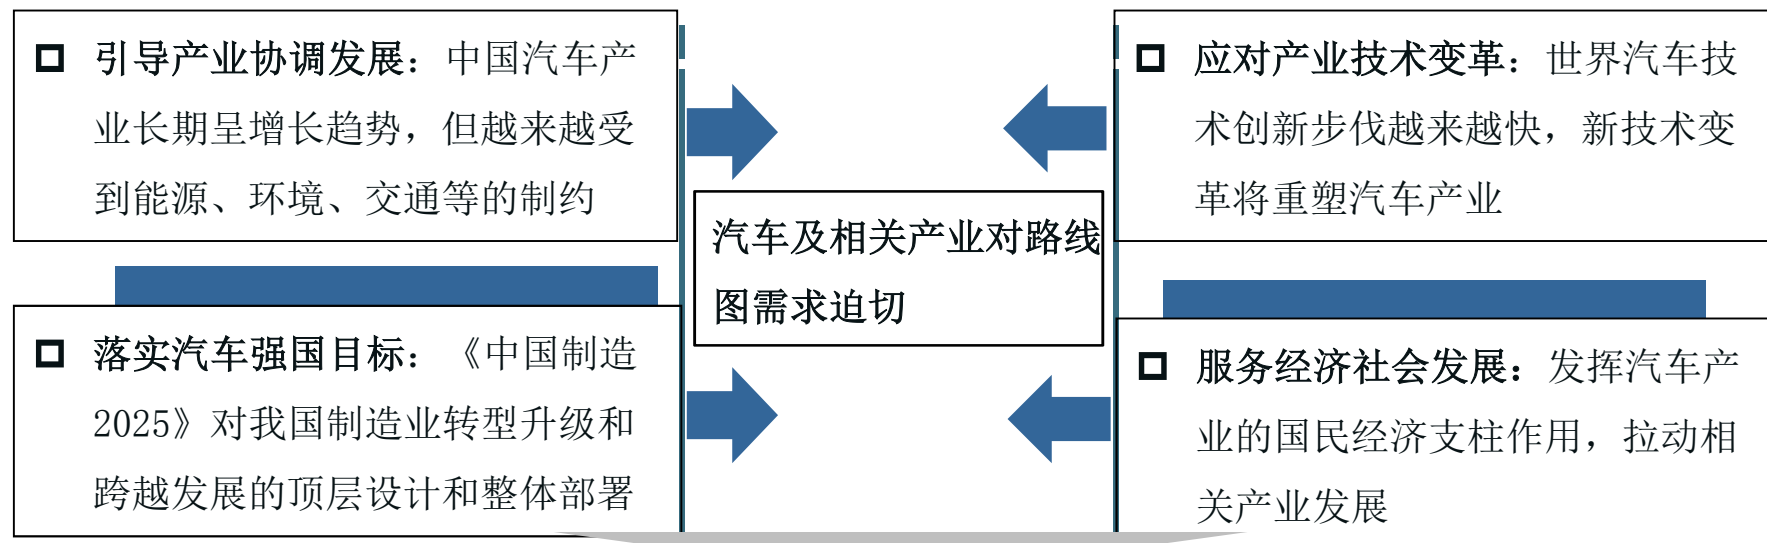 引导产业协调发展：中国汽车产
业长期呈增长趋势，但越来越受
到能源、环境、交通等的制约
落实汽车强国目标：《中国制造
2025》对我国制造业转型升级和
跨越发展的顶层设计和整体部署
汽车及相关产业对路线
图需求迫切
应对产业技术变革：世界汽车技
术创新步伐越来越快，新技术变
革将重塑汽车产业
服务经济社会发展：发挥汽车产
业的国民经济支柱作用，拉动相
关产业发展